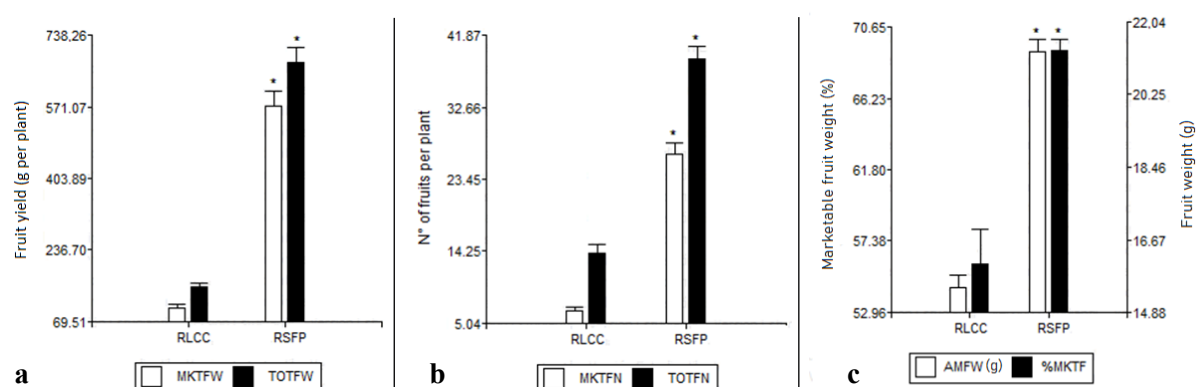 Fruit yield (g per plant)
738,26
571.07
403.89
236.70
69.51
*
*
RLCC
RSFP
MKTFW
TOTFW
a
N° of fruits per plant
41.87
32.66
23.45
14.25
5.04
*
*
RLCC
RSFP
MKTFN
TOTFN
b
Marketable fruit weight (%)
70.65
66.23
61.80
57.38
52.96
*
*
RLCC
RSFP
22.04
20.25
18.46
16.67
14.88
Fruit weight (g)
AMFW (g)
%MKTF
c